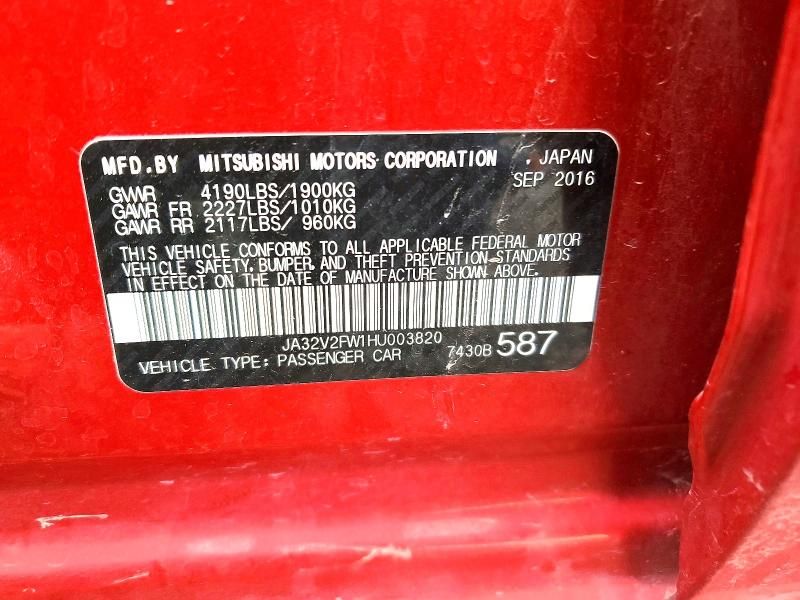 MFD.BY MITSUBISHI MOTORS CORPORATION , JAPAN
SEP 2016
GVWR 4190LBS/1900KG
GAWR FR 2227LBS/1010KG
GAWR RR 2117LBS/ 960KG
THIS VEHICLE CONFORMS TO ALL APPLICABLE FEDERAL MOTOR
VEHICLE SAFETY, BUMPER, AND THEFT PREVENTION STANDARDS
IN EFFECT ON THE DATE OF MANUFACTURE SHOWN ABOVE.
JA32V2FW1HU003820
VEHICLE TYPE: PASSENGER CAR 7430B 587